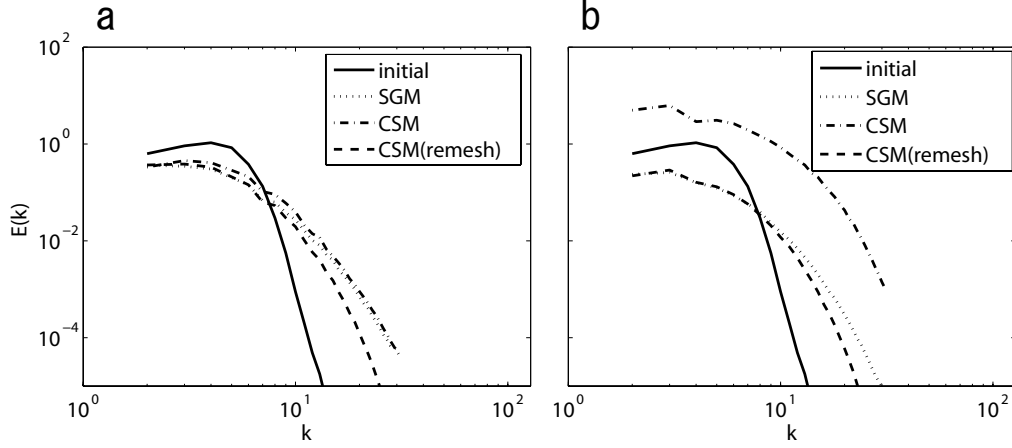 a
b
10^2
10^0
10^−2
10^−4
E(k)
initial
SGM
CSM
CSM(remesh)
10^0
10^1
10^2
k
initial
SGM
CSM
CSM(remesh)
10^0
10^1
10^2
k